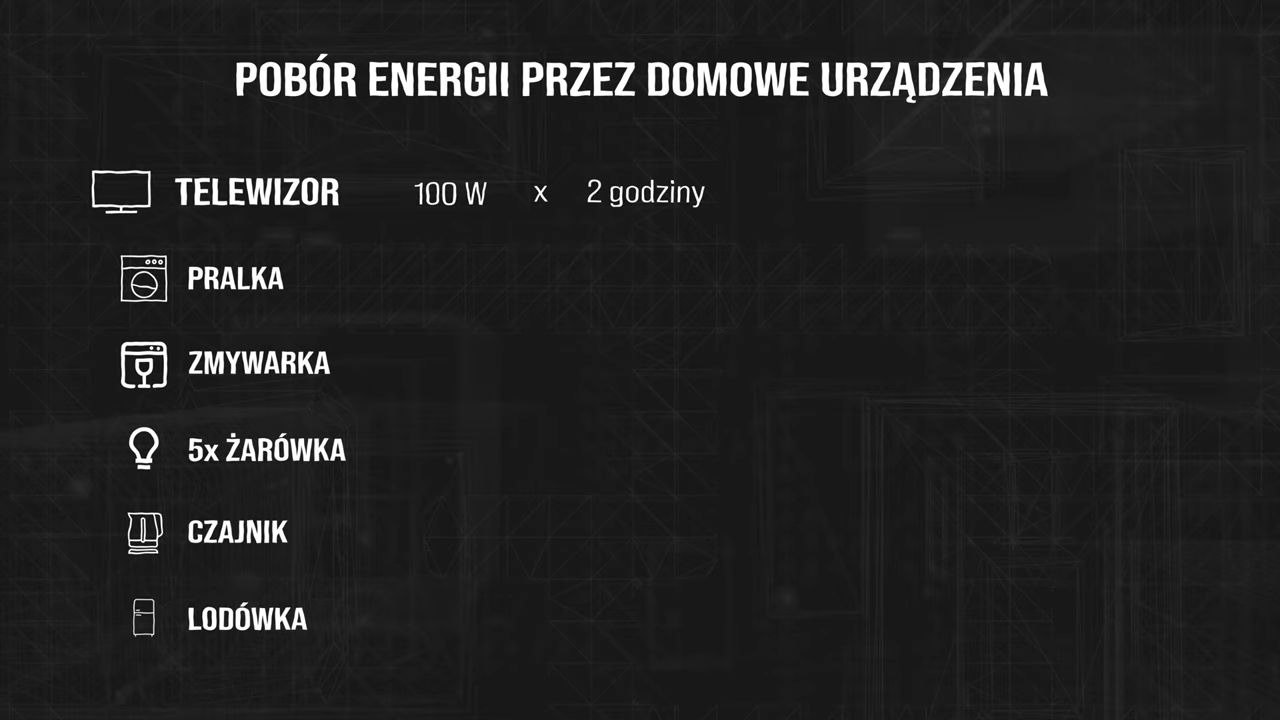 POBÓR ENERGII PRZEZ DOMOWE URZĄDZENIA
TELEWIZOR 100 W x 2 godziny
PRALKA
ZMYWARKA
5x ŻARÓWKA
CZAJNIK
LODÓWKA